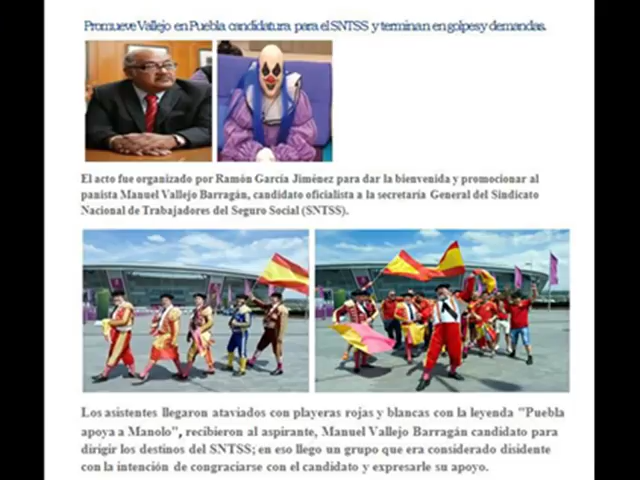 Promueve Vallejo en Puebla candidatura para el SNTSS y terminan en golpes y demandas.
El acto fue organizado por Ramón García Jiménez para dar la bienvenida y promocionar al
panista Manuel Vallejo Barragán, candidato oficialista a la secretaría General del Sindicato
Nacional de Trabajadores del Seguro Social (SNTSS).
Los asistentes llegaron ataviados con playeras rojas y blancas con la leyenda "Puebla
apoya a Manolo", recibieron al aspirante, Manuel Vallejo Barragán candidato para
dirigir los destinos del SNTSS; en eso llego un grupo que era considerado disidente
con la intención de congraciarse con el candidato y expresarle su apoyo.